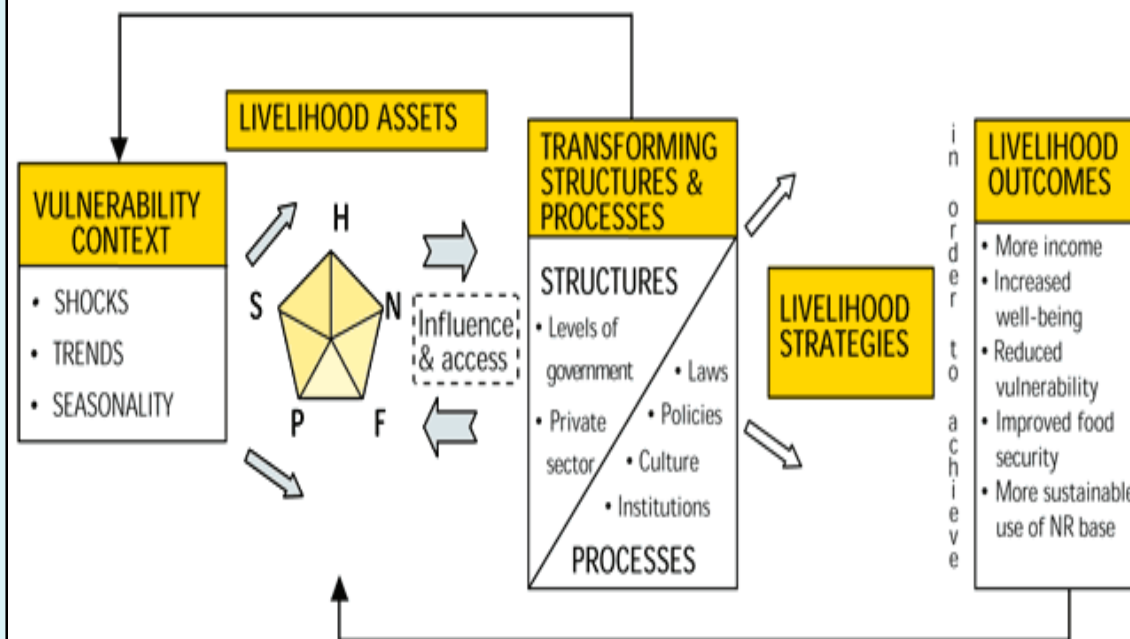 LIVELIHOOD ASSETS
VULNERABILITY
CONTEXT
• SHOCKS
• TRENDS
• SEASONALITY
H
S
N
P
F
Influence
& access
TRANSFORMING
STRUCTURES &
PROCESSES
STRUCTURES
• Levels of
government
• Private
sector
• Laws
• Policies
• Culture
• Institutions
PROCESSES
LIVELIHOOD
STRATEGIES
in order to achieve
LIVELIHOOD
OUTCOMES
• More income
• Increased
well-being
• Reduced
vulnerability
• Improved food
security
• More sustainable
use of NR base